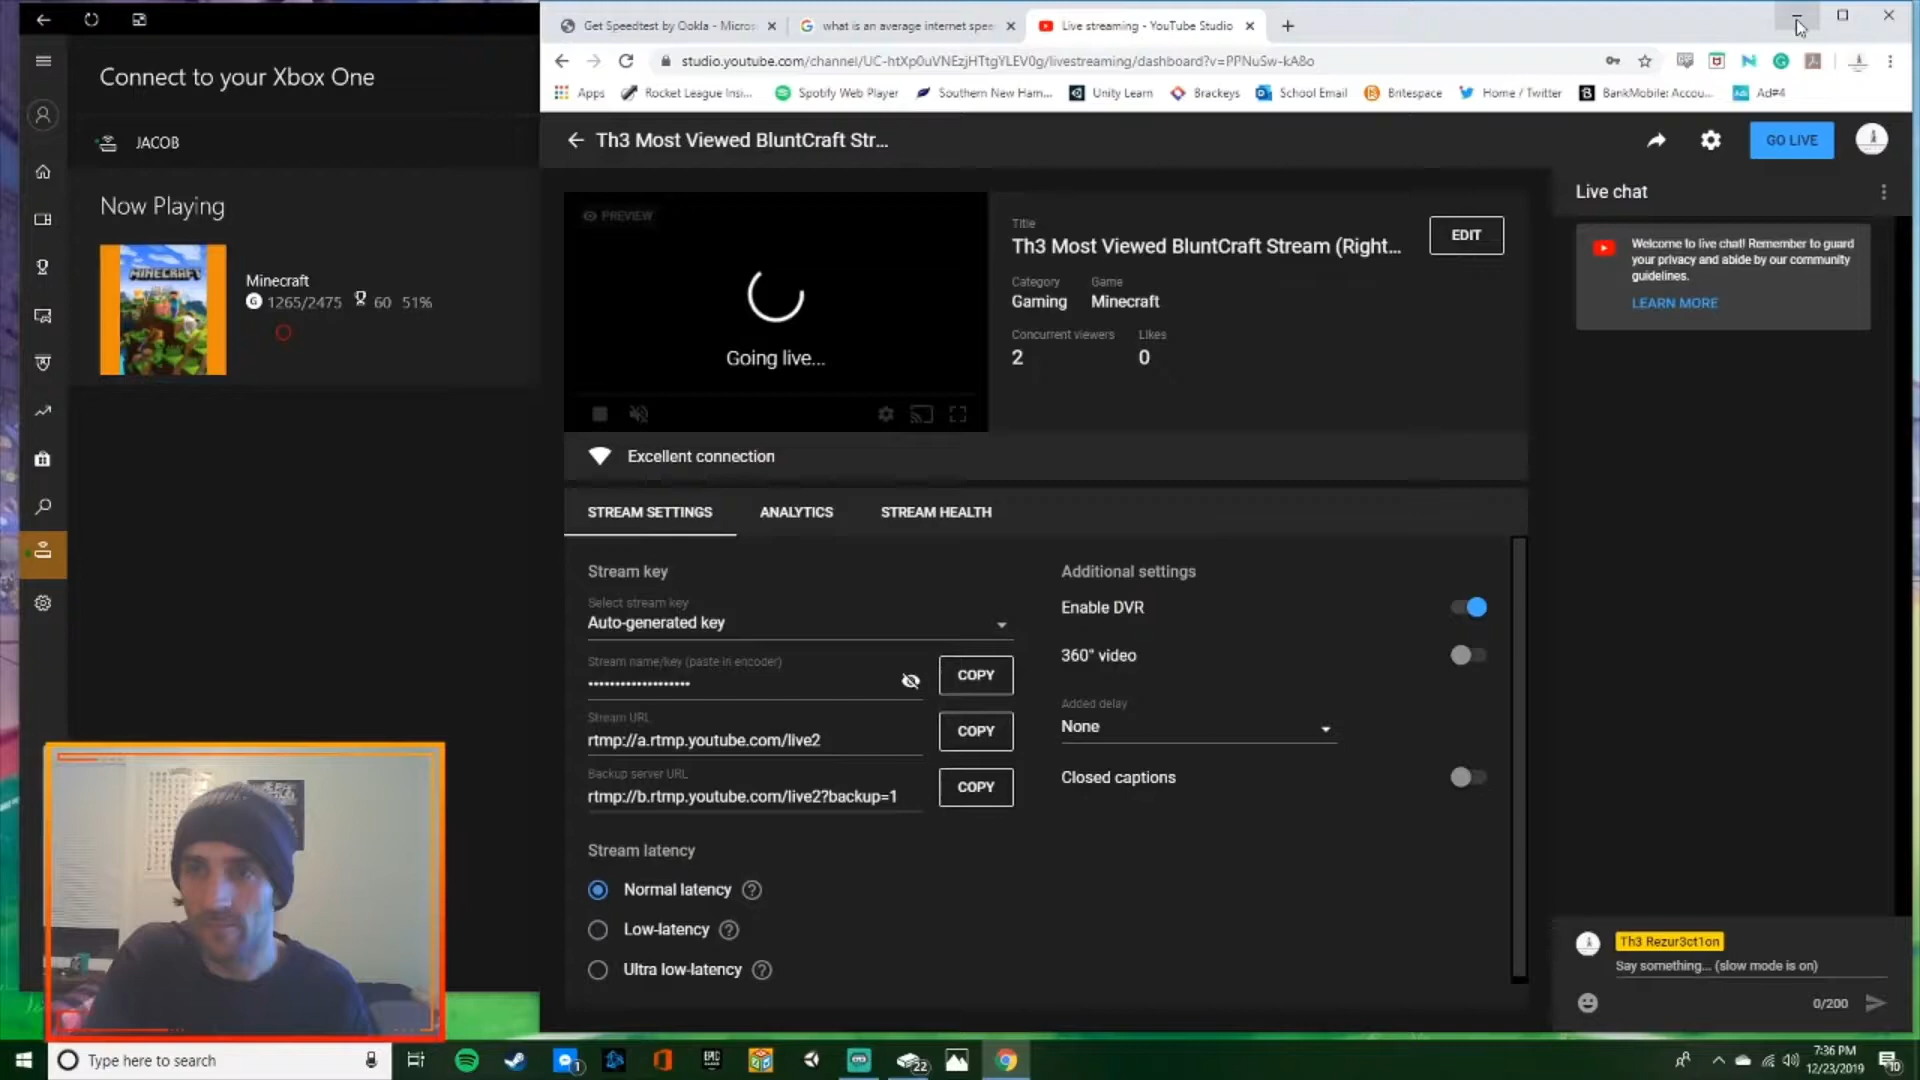 Get Speedtest by Ookla - Micros
what is an average internet spee
Live streaming - YouTube Studio
studio.youtube.com/channel/UC-htXp0uVNEzjHTtgYLEV0g/livestreaming/dashboard?v=PPNuSw-kA8o
Apps
Rocket League Insi...
Spotify Web Player
Southern New Ham...
Unity Learn
Brackeys
School Email
Britespace
Home / Twitter
BankMobile: Accou...
Ad#4
Connect to your Xbox One
JACOB
Now Playing
MINECRAFT
Minecraft
G 1265/2475 60 51%
Th3 Most Viewed BluntCraft Str...
GO LIVE
PREVIEW
Going live...
Title
Th3 Most Viewed BluntCraft Stream (Right...
EDIT
Category Game
Gaming Minecraft
Concurrent viewers Likes
2 0
Excellent connection
STREAM SETTINGS ANALYTICS STREAM HEALTH
Stream key
Select stream key
Auto-generated key
Stream name/key (paste in encoder)
COPY
Stream URL
rtmp://a.rtmp.youtube.com/live2
COPY
Backup server URL
rtmp://b.rtmp.youtube.com/live2?backup=1
COPY
Stream latency
Normal latency
Low-latency
Ultra low-latency
Additional settings
Enable DVR
360° video
Added delay
None
Closed captions
Live chat
Welcome to live chat! Remember to guard
your privacy and abide by our community
guidelines.
LEARN MORE
Th3 Rezur3ct1on
Say something... (slow mode is on)
0/200
Type here to search
1
EPIC
22
7:36 PM
12/23/2019
10